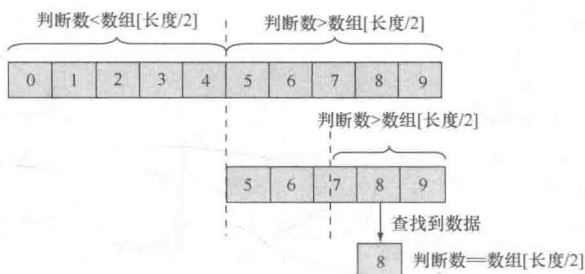 判断数<数组[长度/2] 判断数>数组[长度/2]
0 1 2 3 4 5 6 7 8 9
判断数>数组[长度/2]
5 6 7 8 9
查找到数据
8 判断数==数组[长度/2]